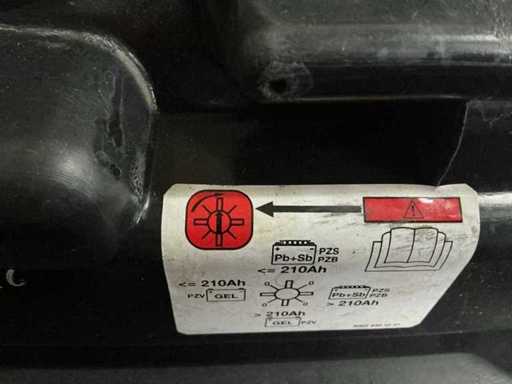 Pb+Sb PZS
PZB
<= 210Ah
<= 210Ah
PZV GEL
Pb+Sb PZS
PZB
> 210Ah
> 210Ah
GEL PZV